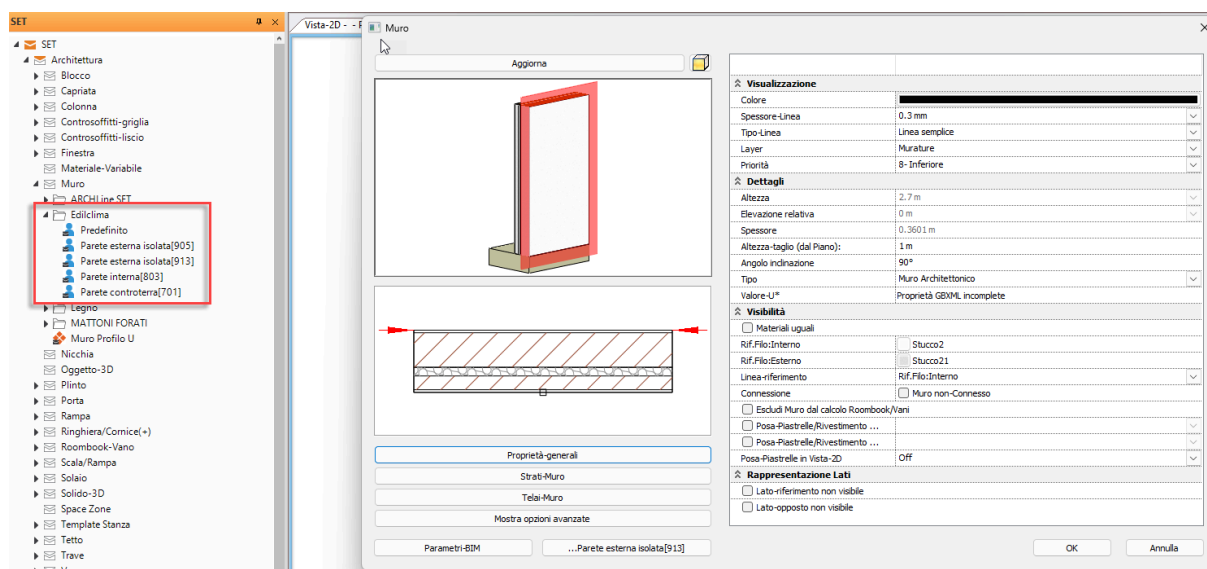 SET
SET
Architettura
Blocco
Capriata
Colonna
Controsoffitti-griglia
Controsoffitti-liscio
Finestra
Materiale-Variabile
Muro
ARCHLine SET
Edilclima
Predefinito
Parete esterna isolata[905]
Parete esterna isolata[913]
Parete interna[803]
Parete controterra[701]
Legno
MATTONI FORATI
Muro Profilo U
Nicchia
Oggetto-3D
Plinto
Porta
Rampa
Ringhiera/Cornice(+)
Roombook-Vano
Scala/Rampa
Solaio
Solido-3D
Space Zone
Template Stanza
Tetto
Trave
Vista-2D - - P
Muro
Aggiorna
Proprietà-generali
Strati-Muro
Telai-Muro
Mostra opzioni avanzate
Parametri-BIM ...Parete esterna isolata[913]
Visualizzazione
Colore
Spessore-Linea 0.3 mm
Tipo-Linea Linea semplice
Layer Murature
Priorità 8- Inferiore
Dettagli
Altezza 2.7 m
Elevazione relativa 0 m
Spessore 0.3601 m
Altezza-taglio (dal Piano): 1 m
Angolo inclinazione 90°
Tipo Muro Architettonico
Valore-U* Proprietà GBXML incomplete
Visibilità
Materiali uguali
Rif.Filo:Interno Stucco2
Rif.Filo:Esterno Stucco21
Linea-riferimento Rif.Filo:Interno
Connessione Muro non-Connesso
Escludi Muro dal calcolo Roombook/Vani
Posa-Piastrelle/Rivestimento ...
Posa-Piastrelle/Rivestimento ...
Posa-Piastrelle in Vista-2D Off
Rappresentazione Lati
Lato-riferimento non visibile
Lato-opposto non visibile
OK Annulla